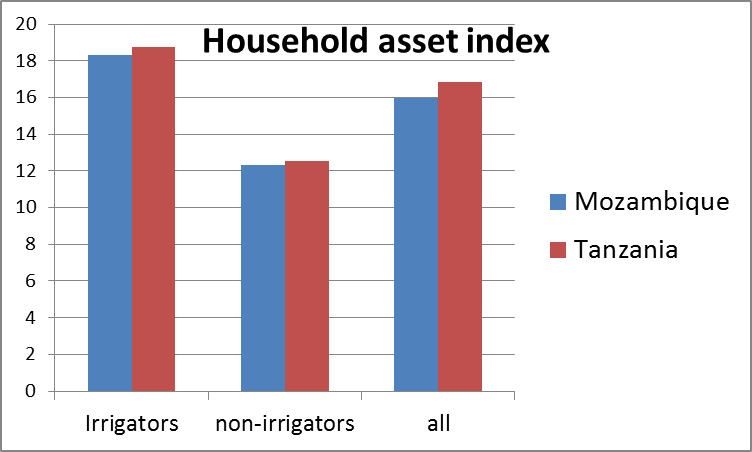 Household asset index
20
18
16
14
12
10
8
6
4
2
0
Irrigators non-irrigators all
Mozambique
Tanzania